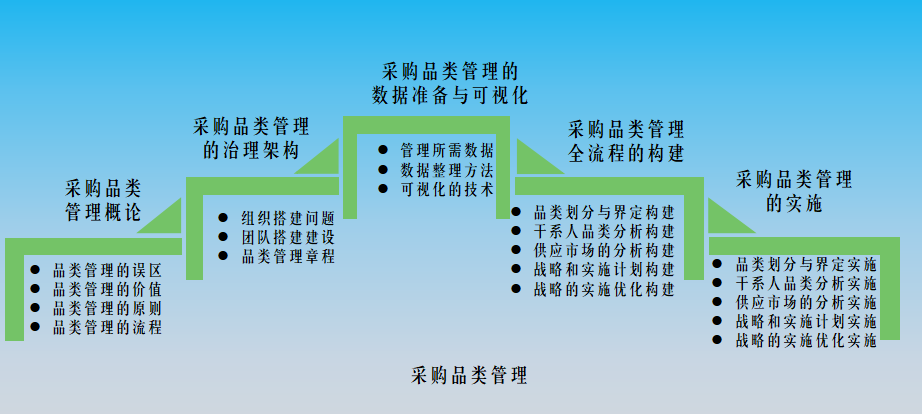 采购品类管理的
数据准备与可视化
采购品类管理
的治理架构
采购品类管理
全流程的构建
采购品类
管理概论
采购品类管理
的实施
品类管理的误区
品类管理的价值
品类管理的原则
品类管理的流程
组织搭建问题
团队搭建建设
品类管理章程
管理所需数据
数据整理方法
可视化的技术
品类划分与界定构建
干系人品类分析构建
供应市场的分析构建
战略和实施计划构建
战略的实施优化构建
品类划分与界定实施
干系人品类分析实施
供应市场的分析实施
战略和实施计划实施
战略的实施优化实施
采购品类管理